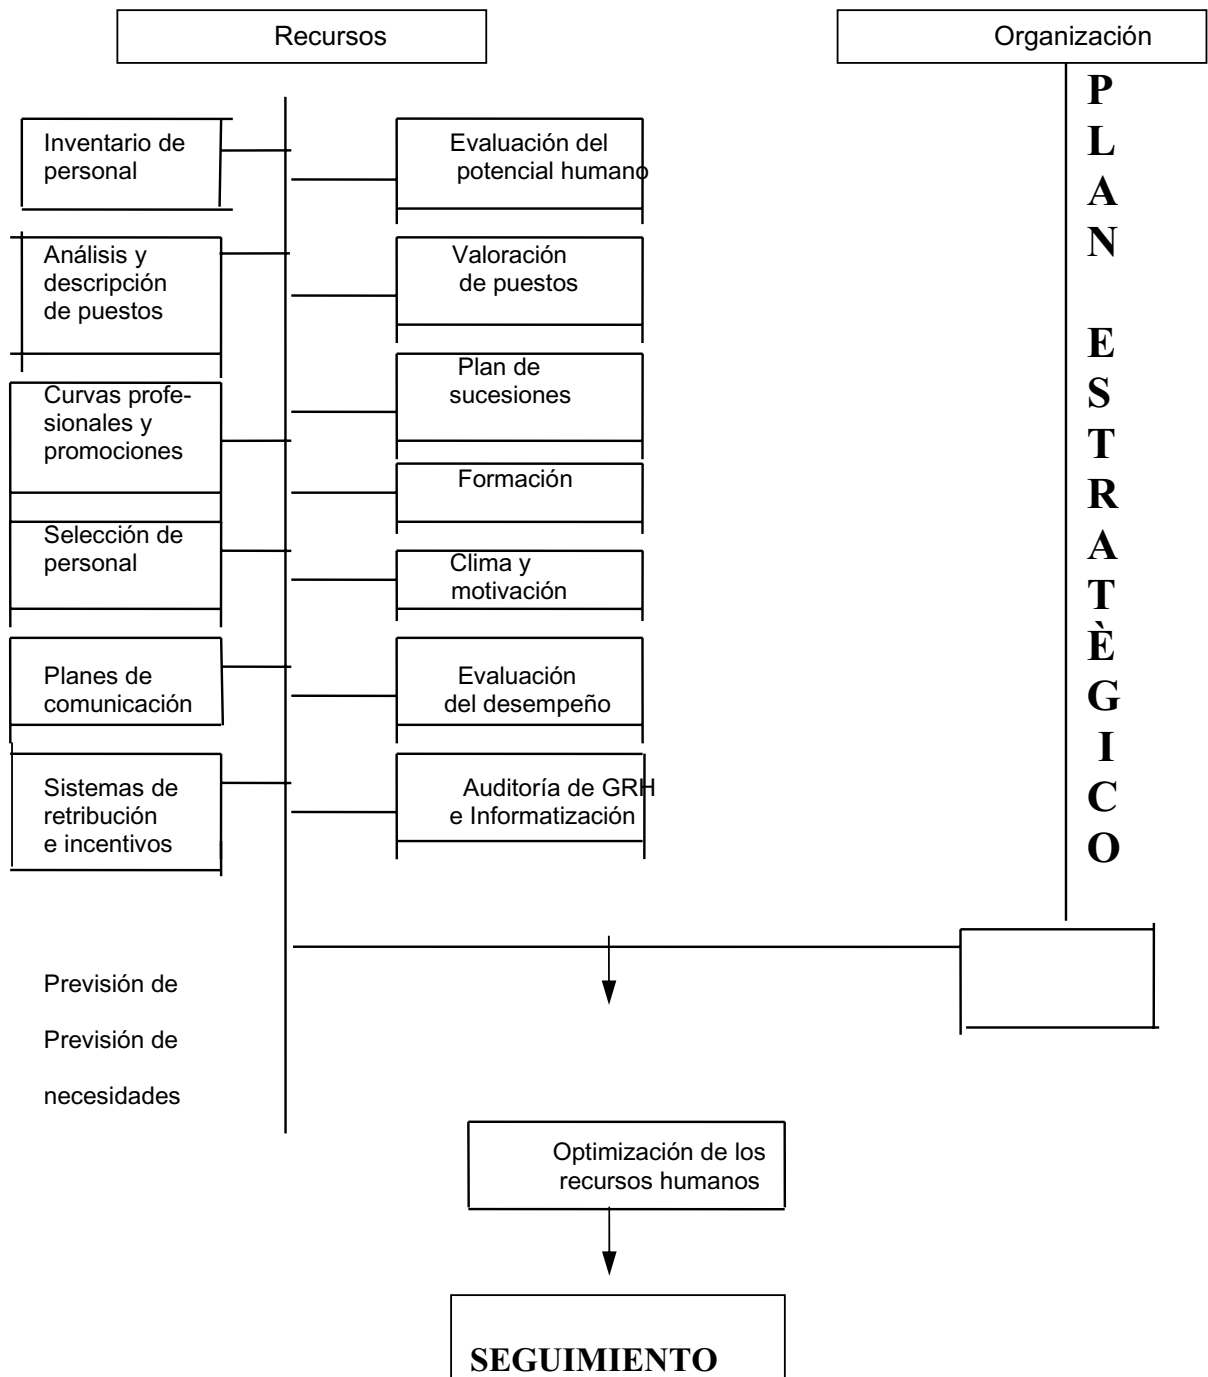 Recursos
Organización
Inventario de
personal
Evaluación del
potencial humano
Análisis y
descripción
de puestos
Valoración
de puestos
Curvas profe-
sionales y
promociones
Plan de
sucesiones
Formación
Selección de
personal
Clima y
motivación
Planes de
comunicación
Evaluación
del desempeño
Sistemas de
retribución
e incentivos
Auditoría de GRH
e Informatización
P
L
A
N
E
S
T
R
A
T
È
G
I
C
O
Previsión de
Previsión de
necesidades
Optimización de los
recursos humanos
SEGUIMIENTO